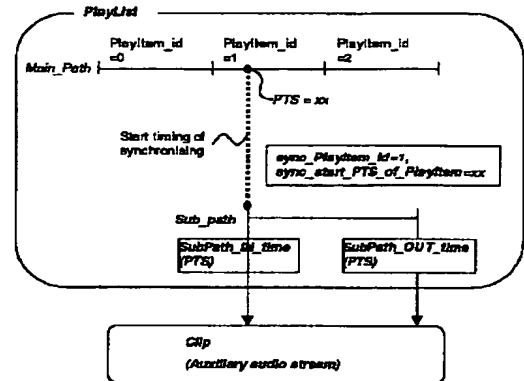 PlayList
PlayItem_id
=0
PlayItem_id
=1
PlayItem_id
=2
Main_Path
PTS = xx
Start timing of
synchronising
sync_PlayItem_id=1,
sync_start_PTS_of_PlayItem=xx
Sub_path
SubPath_IN_time
(PTS)
SubPath_OUT_time
(PTS)
Clip
(Auxiliary audio stream)